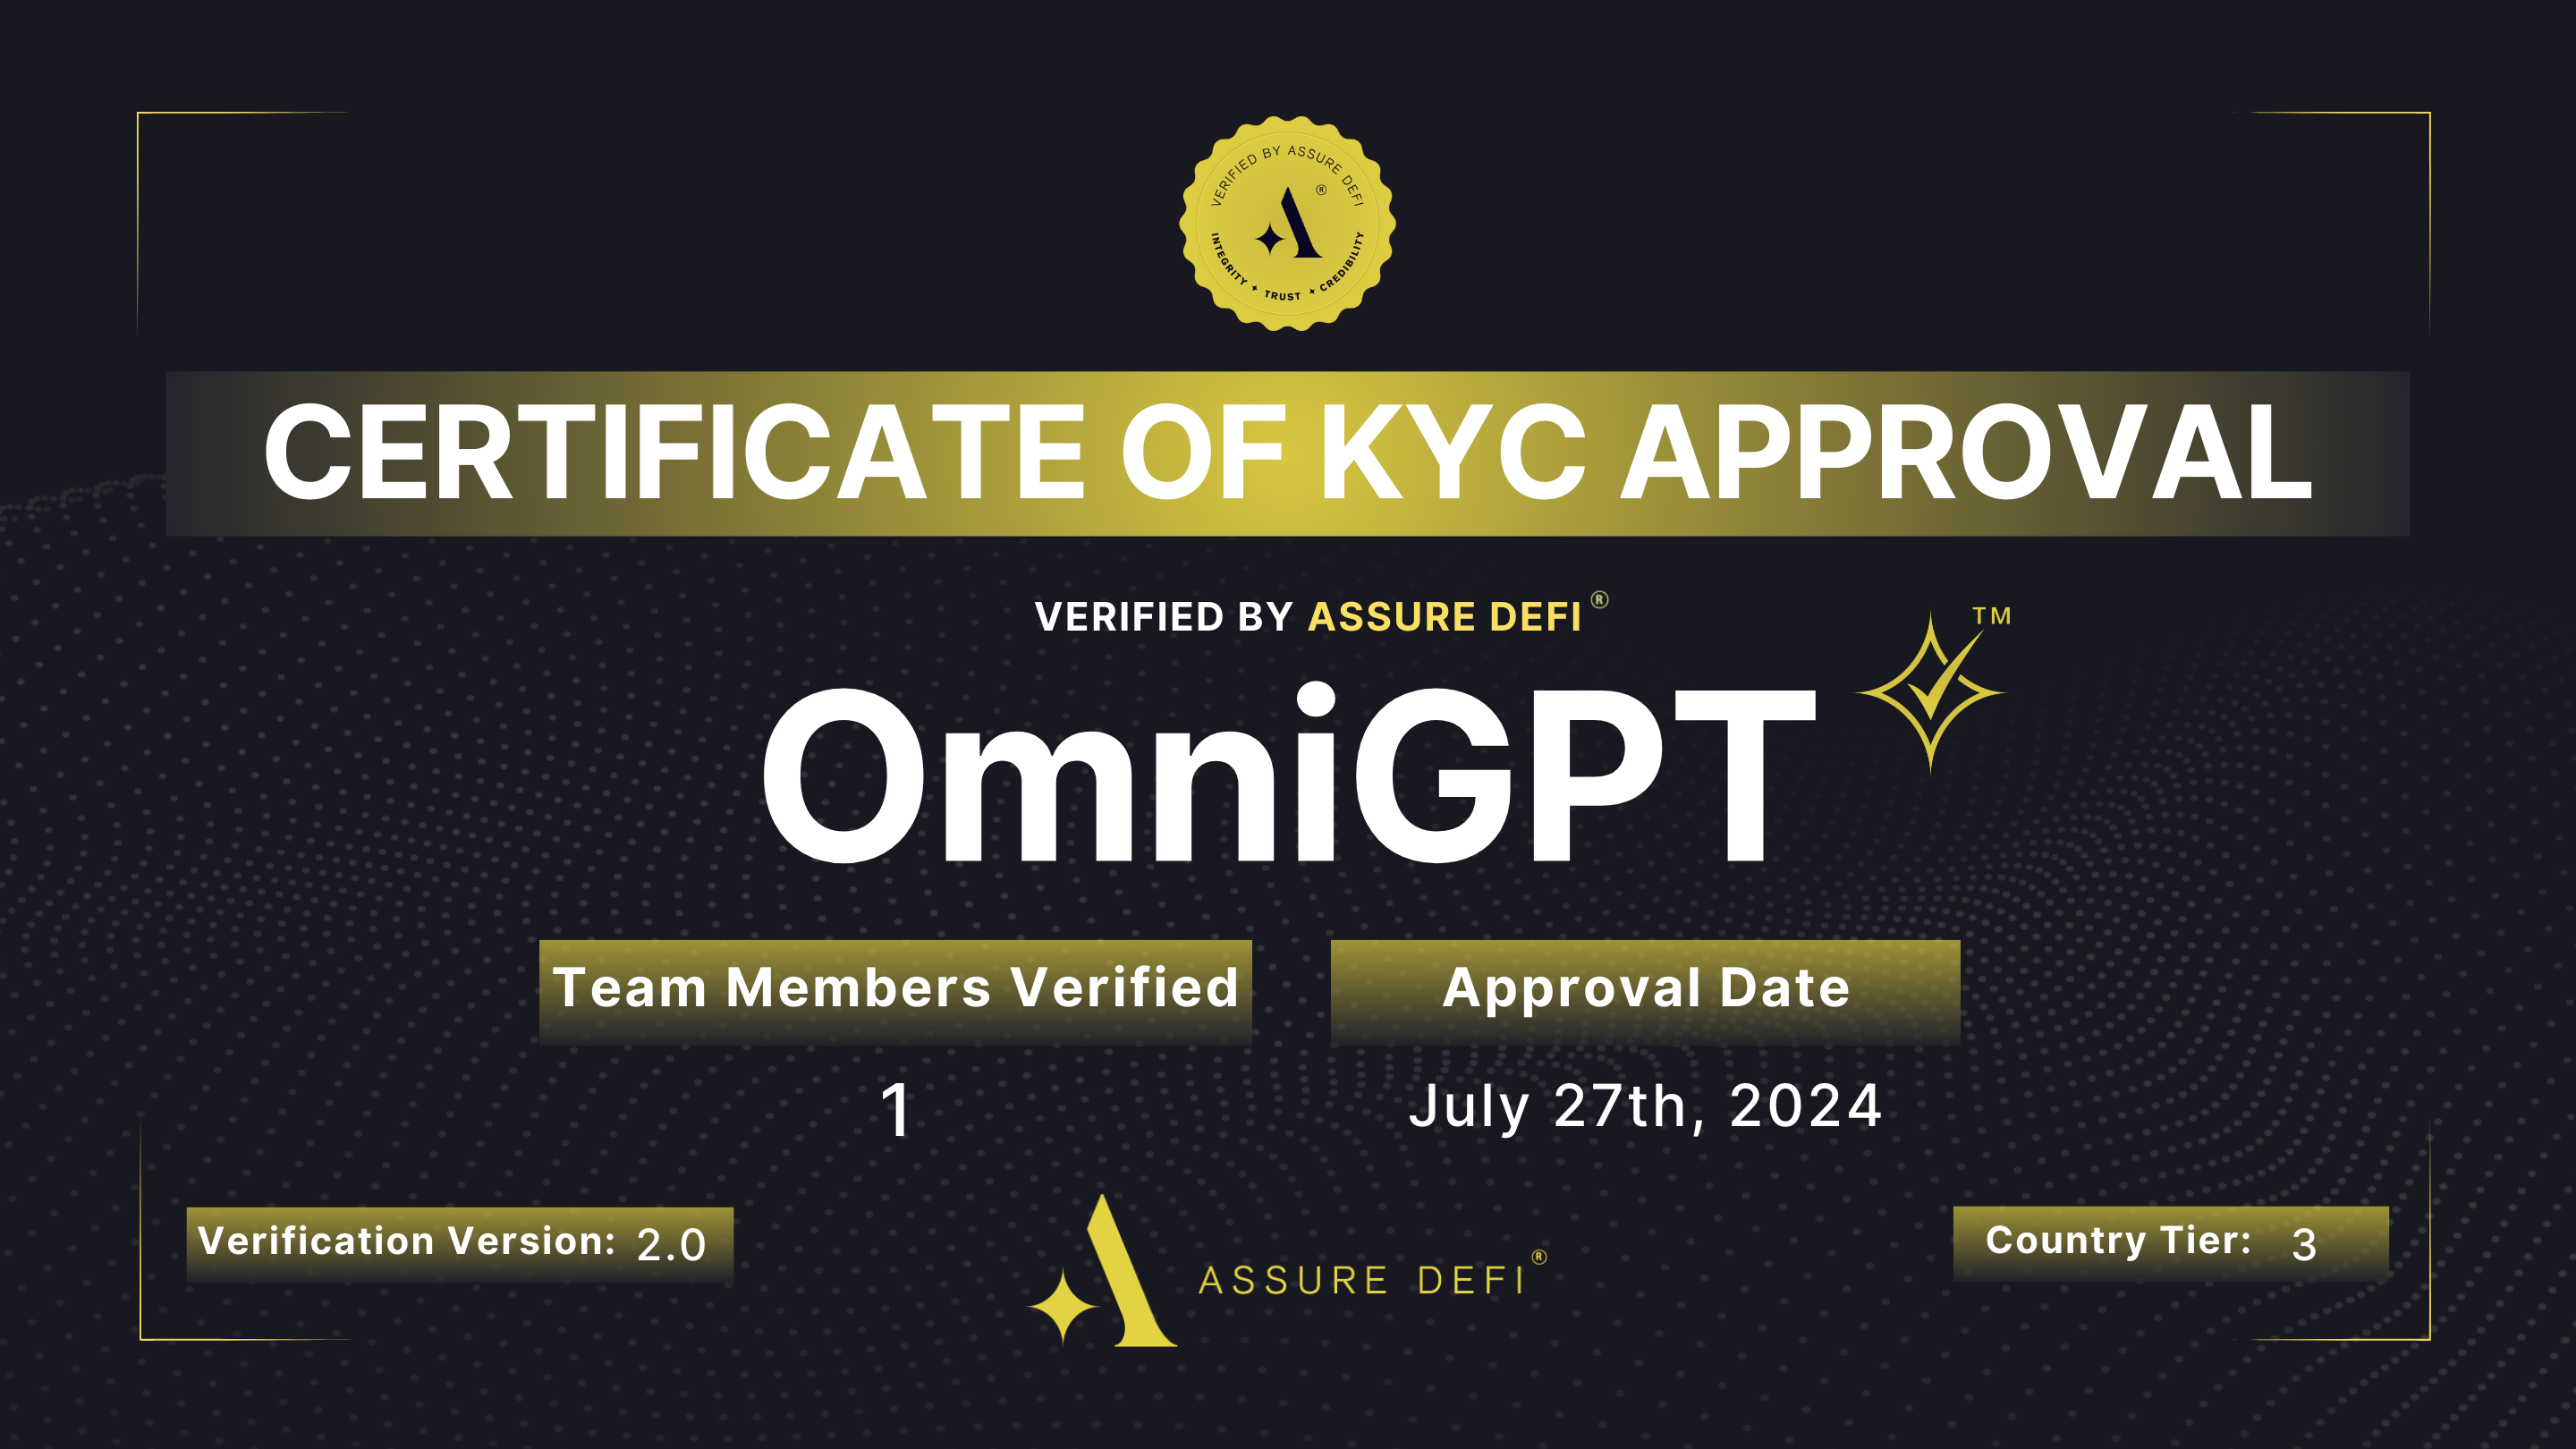 VERIFIED BY ASSURE DEFI
®
INTEGRITY ✦ TRUST ✦ CREDIBILITY
CERTIFICATE OF KYC APPROVAL
VERIFIED BY ASSURE DEFI®
TM
OmniGPT
Team Members Verified
1
Approval Date
July 27th, 2024
Verification Version: 2.0
ASSURE DEFI®
Country Tier: 3